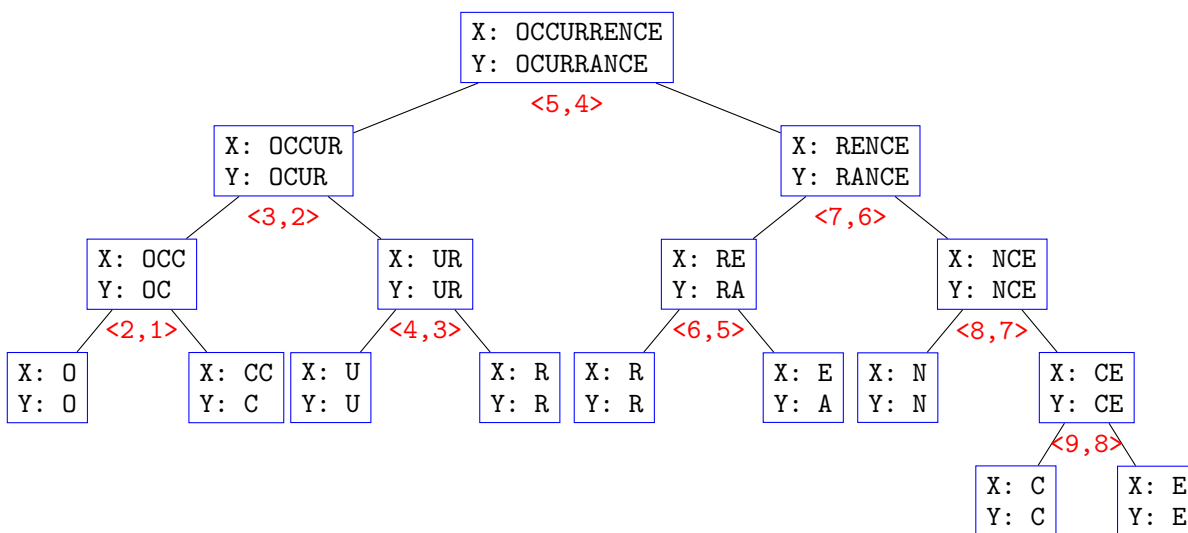 X: OCCURRENCE
Y: OCURRANCE
<5,4>
X: OCCUR
Y: OCUR
X: RENCE
Y: RANCE
<3,2>
<7,6>
X: OCC
Y: OC
X: UR
Y: UR
X: RE
Y: RA
X: NCE
Y: NCE
<2,1>
<4,3>
<6,5>
<8,7>
X: O
Y: O
X: CC
Y: C
X: U
Y: U
X: R
Y: R
X: R
Y: R
X: E
Y: A
X: N
Y: N
X: CE
Y: CE
<9,8>
X: C
Y: C
X: E
Y: E